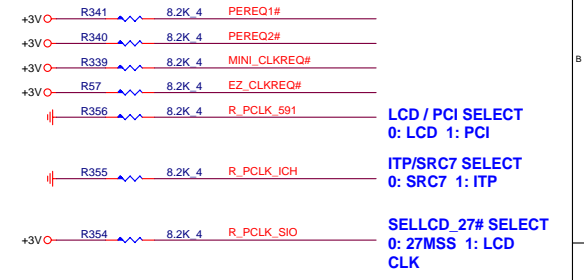 +3V R341 8.2K_4 PEREQ1#
+3V R340 8.2K_4 PEREQ2#
+3V R339 8.2K_4 MINI_CLKREQ#
+3V R57 8.2K_4 EZ_CLKREQ#
B
R356 8.2K_4 R_PCLK_591
LCD / PCI SELECT
0: LCD 1: PCI
R355 8.2K_4 R_PCLK_ICH
ITP/SRC7 SELECT
0: SRC7 1: ITP
+3V R354 8.2K_4 R_PCLK_SIO
SELLCD_27# SELECT
0: 27MSS 1: LCD
CLK